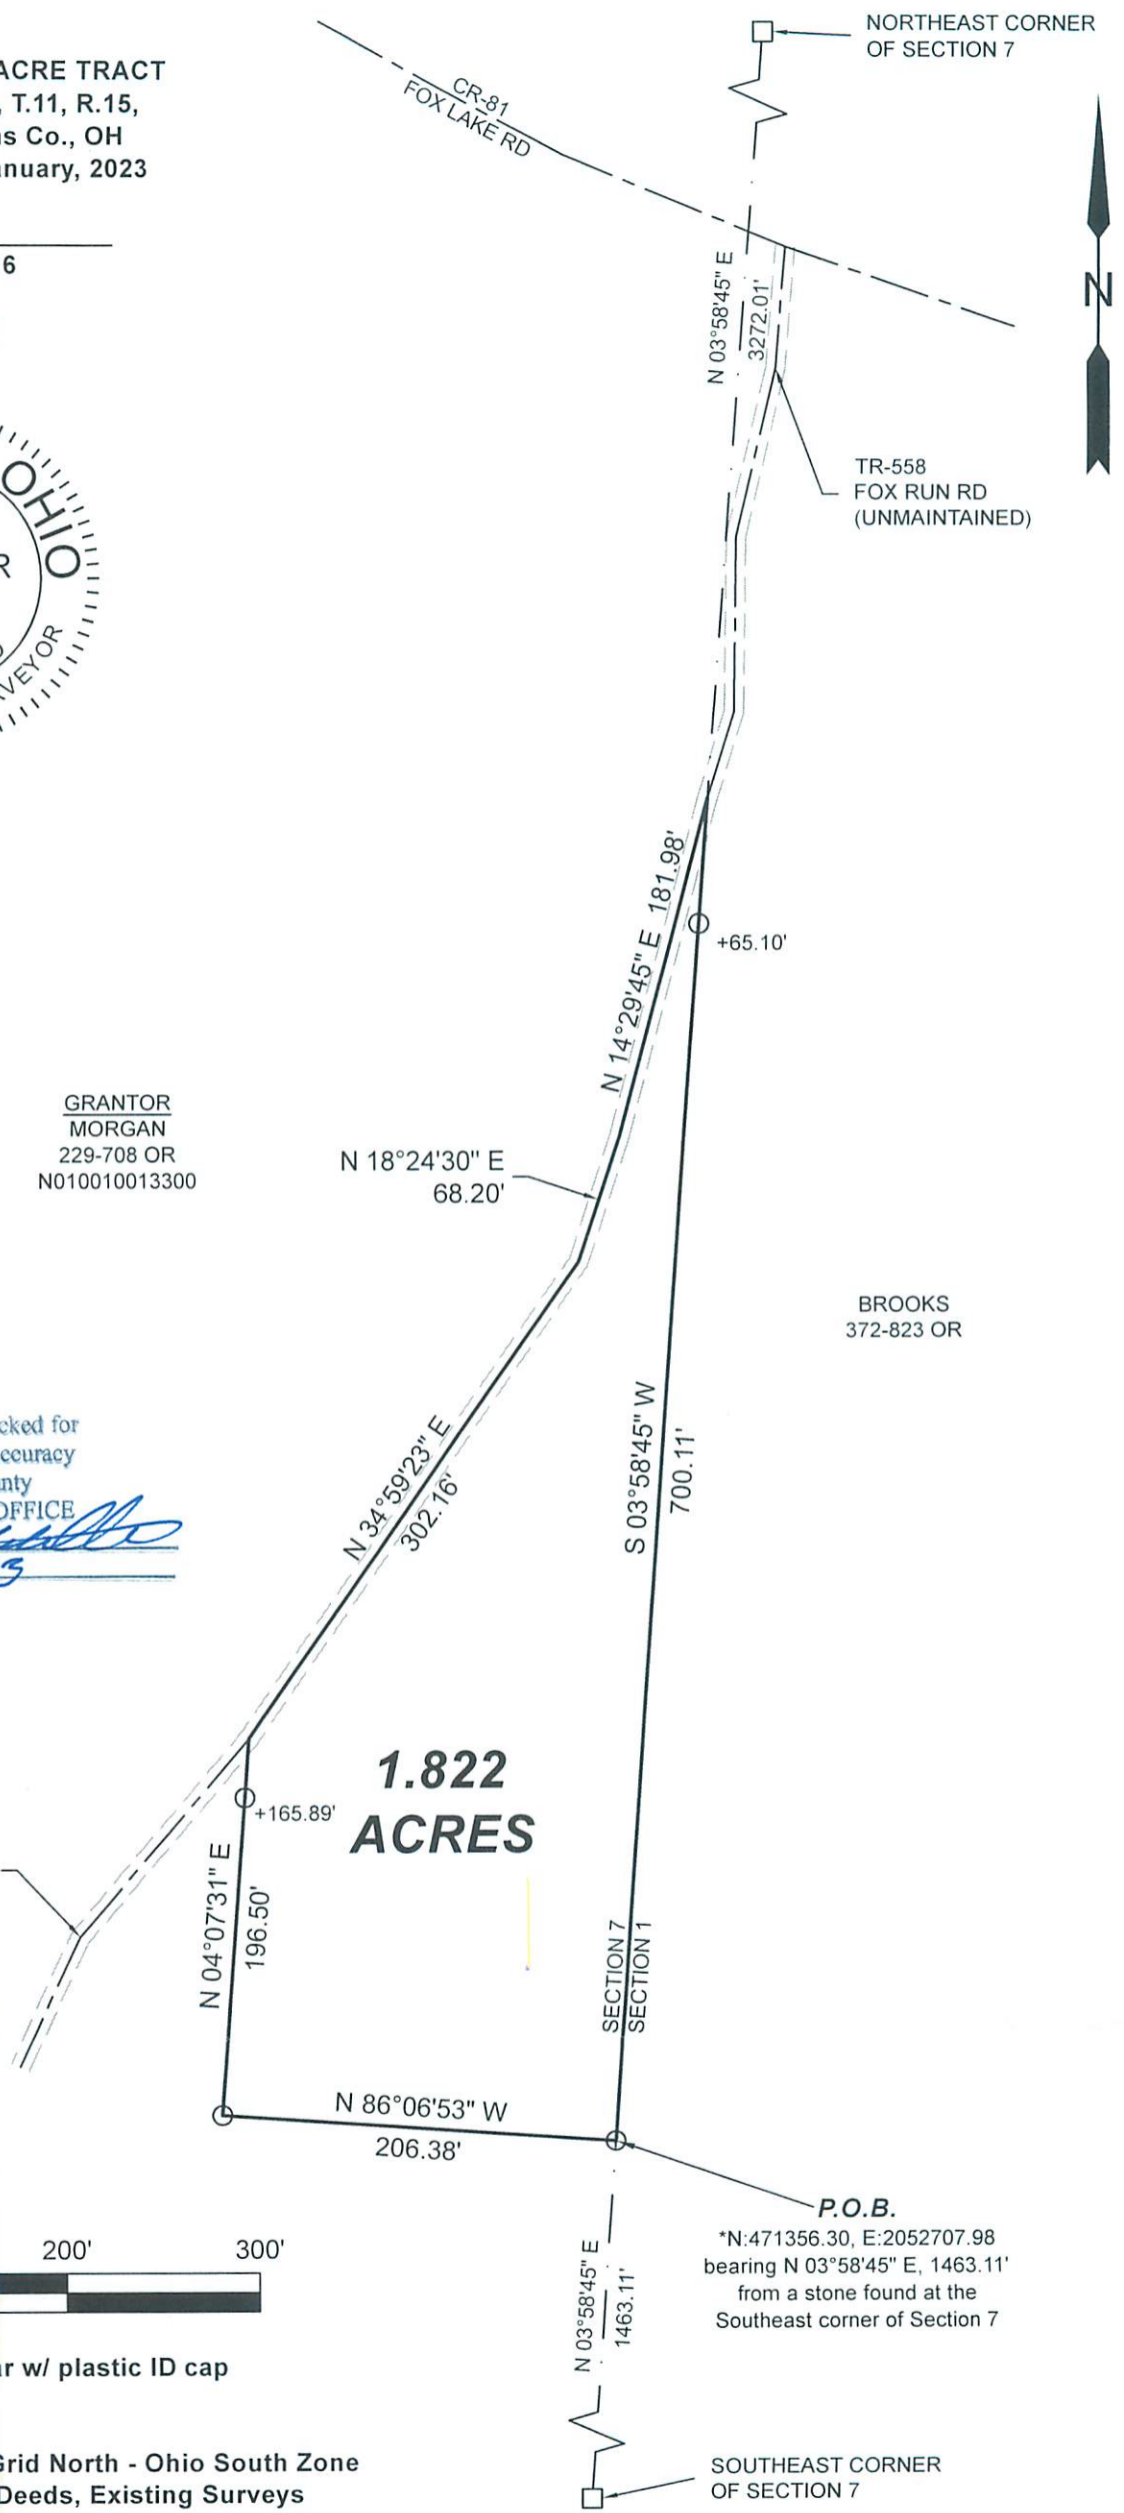 NORTHEAST CORNER
OF SECTION 7
ACRE TRACT
, T.11, R.15,
Co., OH
2023
6
CR-81
FOX LAKE RD
N
N 03°58'45" E
3272.01'
TR-558
FOX RUN RD
(UNMAINTAINED)
OHIO
R
N 14°29'45" E 181.98'
+65.10'
GRANTOR
MORGAN
229-708 OR
N010010013300
N 18°24'30" E
68.20'
BROOKS
372-823 OR
for
OFFICE
3
N 34°59'23" E
302.16'
S 03°58'45" W
700.11'
1.822
ACRES
+165.89'
N 04°07'31" E
196.50'
SECTION 7
SECTION 1
N 86°06'53" W
206.38'
P.O.B.
*N:471356.30, E:2052707.98
bearing N 03°58'45" E, 1463.11'
from a stone found at the
Southeast corner of Section 7
200' 300'
N 03°58'45" E
1463.11'
w/ plastic ID cap
Grid North - Ohio South Zone
Deeds, Existing Surveys
SOUTHEAST CORNER
OF SECTION 7